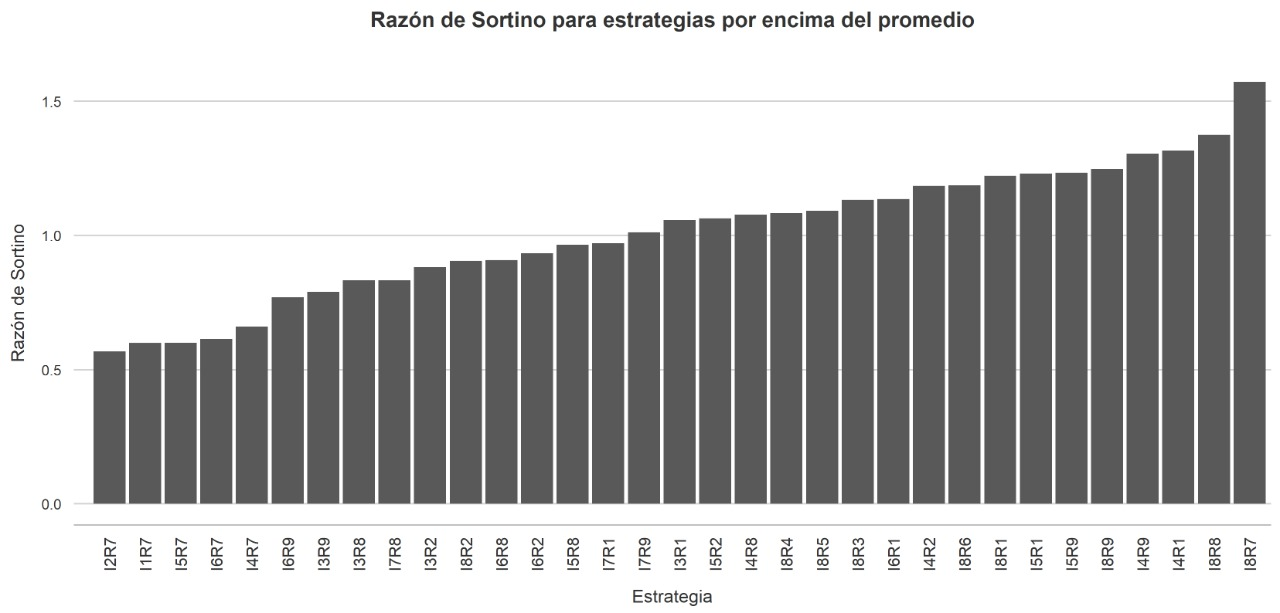 Razón de Sortino para estrategias por encima del promedio
Razón de Sortino
1.5
1.0
0.5
0.0
I2R7
I1R7
I5R7
I6R7
I4R7
I6R9
I3R9
I3R8
I7R8
I3R2
I8R2
I6R8
I6R2
I5R8
I7R1
I7R9
I3R1
I5R2
I4R8
I8R4
I8R5
I8R3
I6R1
I4R2
I8R6
I8R1
I5R1
I5R9
I8R9
I4R9
I4R1
I8R8
I8R7
Estrategia